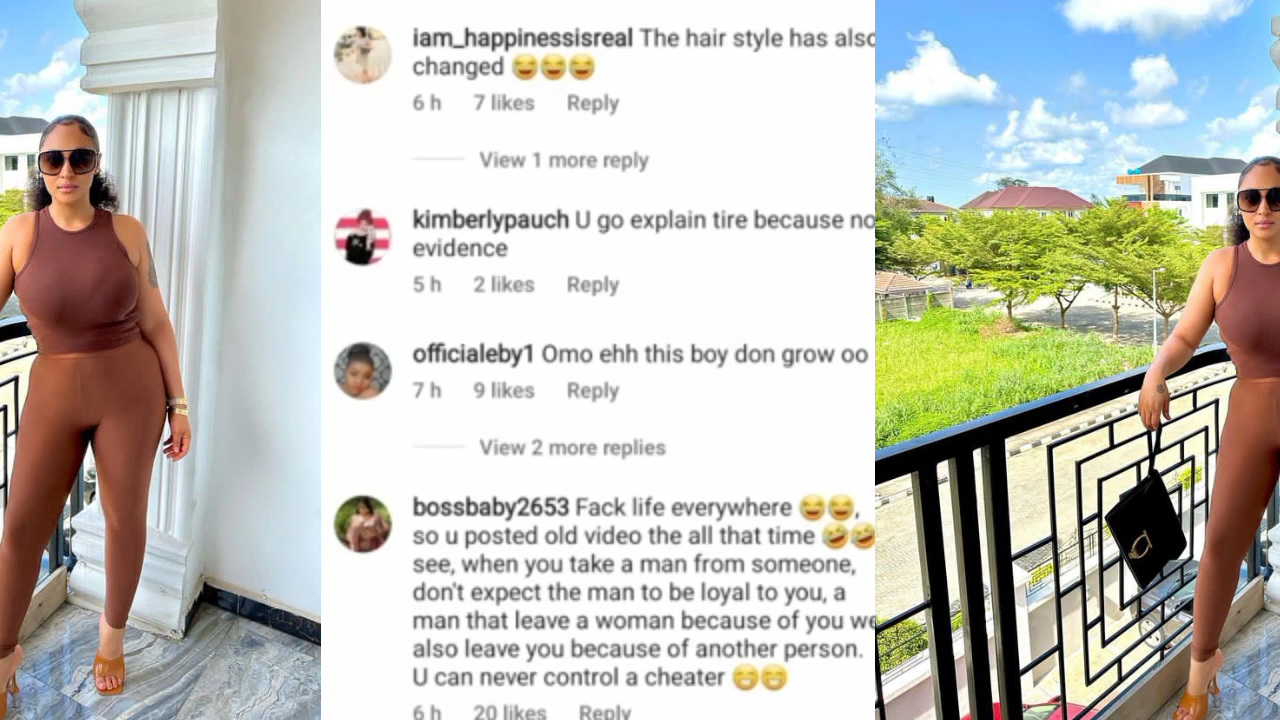 iam_happinessisreal The hair style has also
changed 😂😂😂
6 h 7 likes Reply
View 1 more reply
kimberlypauch U go explain tire because no
evidence
5 h 2 likes Reply
officialeby1 Omo ehh this boy don grow oo
7 h 9 likes Reply
View 2 more replies
bossbaby2653 Fack life everywhere 😂😂,
so u posted old video the all that time 🤣🤣
see, when you take a man from someone,
don't expect the man to be loyal to you, a
man that leave a woman because of you we
also leave you because of another person.
U can never control a cheater 😁😁
6 h 20 likes Reply